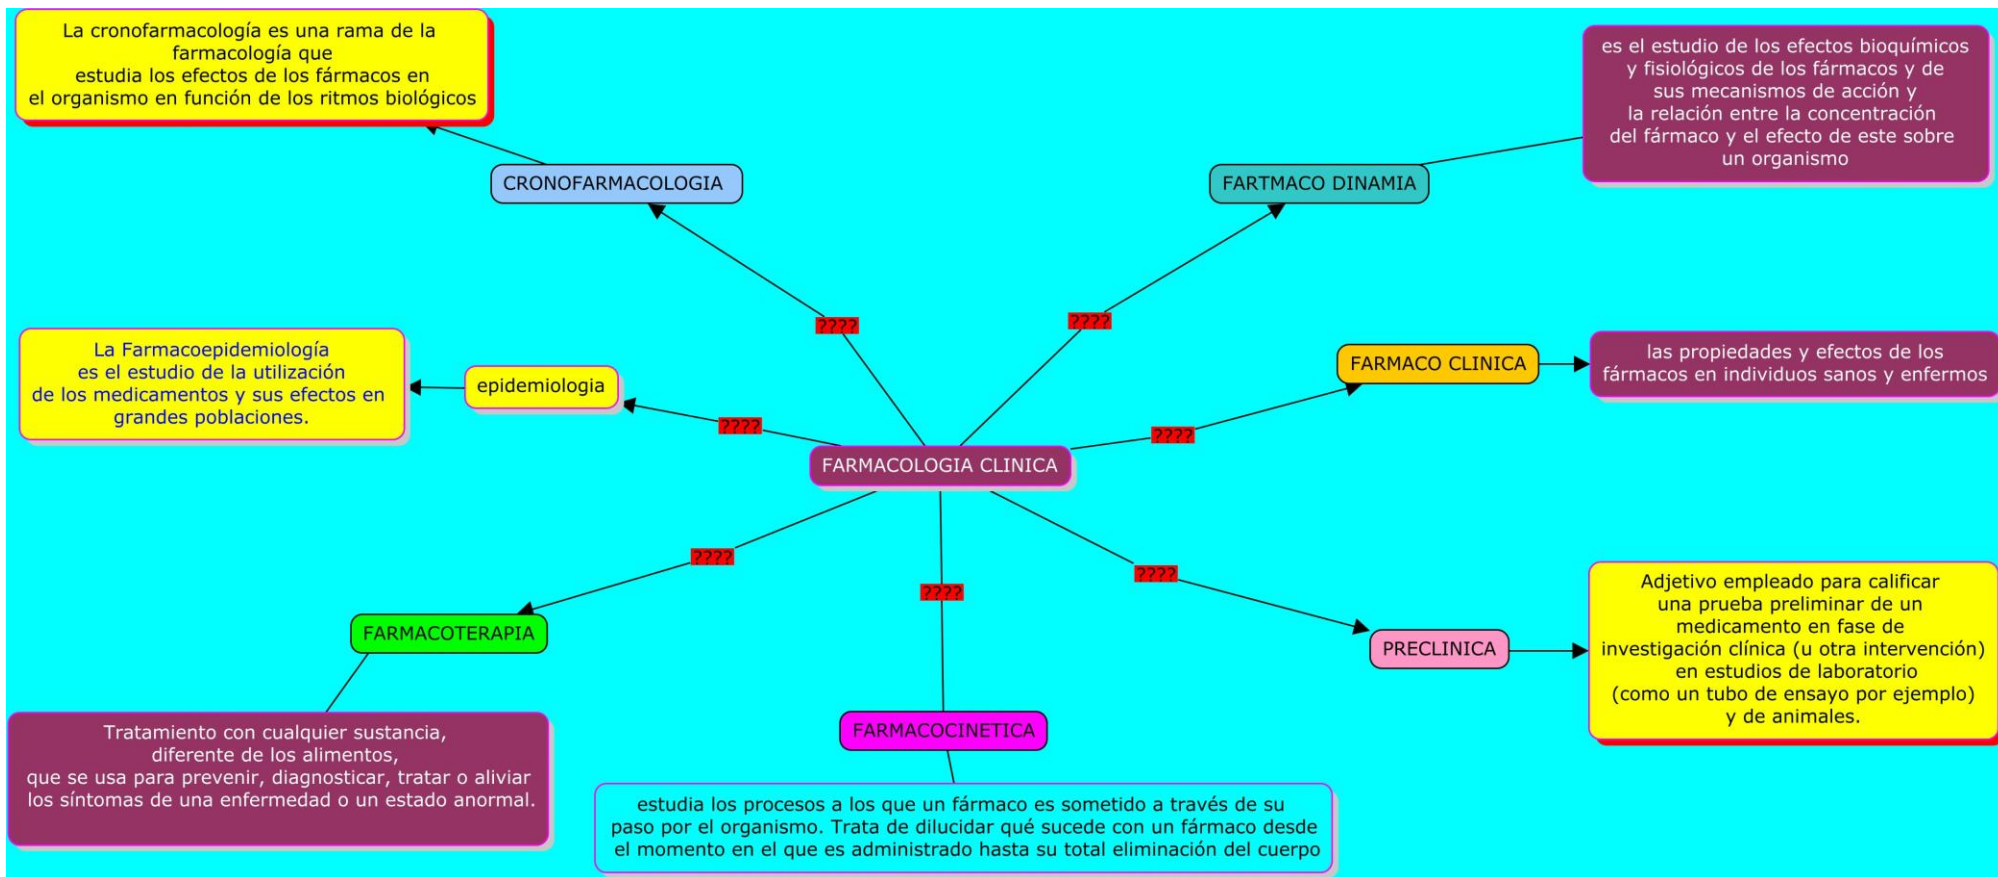 La cronofarmacología es una rama de la
farmacología que
estudia los efectos de los fármacos en
el organismo en función de los ritmos biológicos
es el estudio de los efectos bioquímicos
y fisiológicos de los fármacos y de
sus mecanismos de acción y
la relación entre la concentración
del fármaco y el efecto de este sobre
un organismo
CRONOFARMACOLOGIA
FARTMACO DINAMIA
????
????
La Farmacoepidemiología
es el estudio de la utilización
de los medicamentos y sus efectos en
grandes poblaciones.
epidemiologia
????
FARMACO CLINICA
las propiedades y efectos de los
fármacos en individuos sanos y enfermos
????
FARMACOLOGIA CLINICA
????
????
????
FARMACOTERAPIA
PRECLINICA
Adjetivo empleado para calificar
una prueba preliminar de un
medicamento en fase de
investigación clínica (u otra intervención)
en estudios de laboratorio
(como un tubo de ensayo por ejemplo)
y de animales.
Tratamiento con cualquier sustancia,
diferente de los alimentos,
que se usa para prevenir, diagnosticar, tratar o aliviar
los síntomas de una enfermedad o un estado anormal.
FARMACOCINETICA
estudia los procesos a los que un fármaco es sometido a través de su
paso por el organismo. Trata de dilucidar qué sucede con un fármaco desde
el momento en el que es administrado hasta su total eliminación del cuerpo